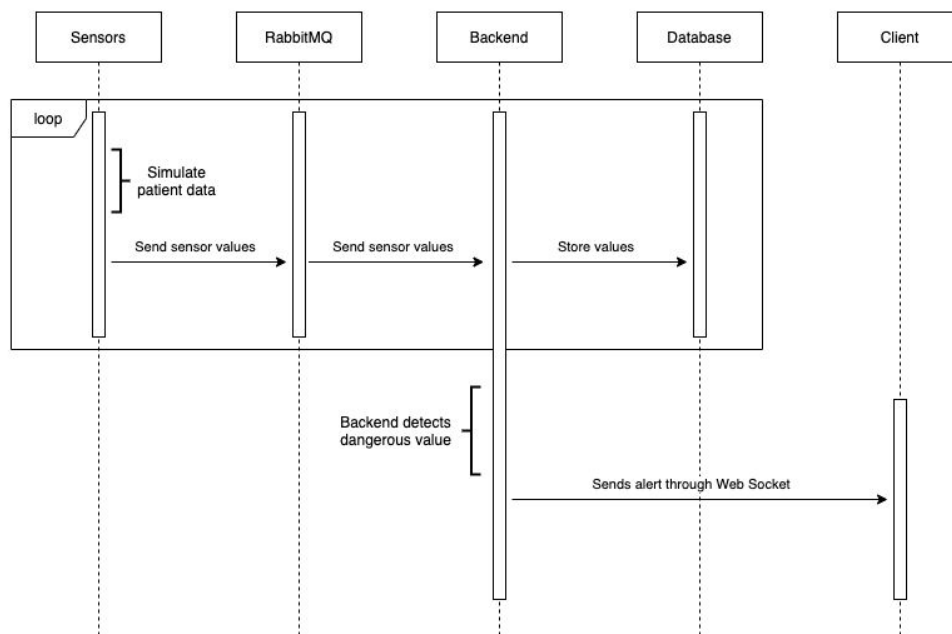 Sensors
RabbitMQ
Backend
Database
Client
loop
Simulate
patient data
Send sensor values
Send sensor values
Store values
Backend detects
dangerous value
Sends alert through Web Socket